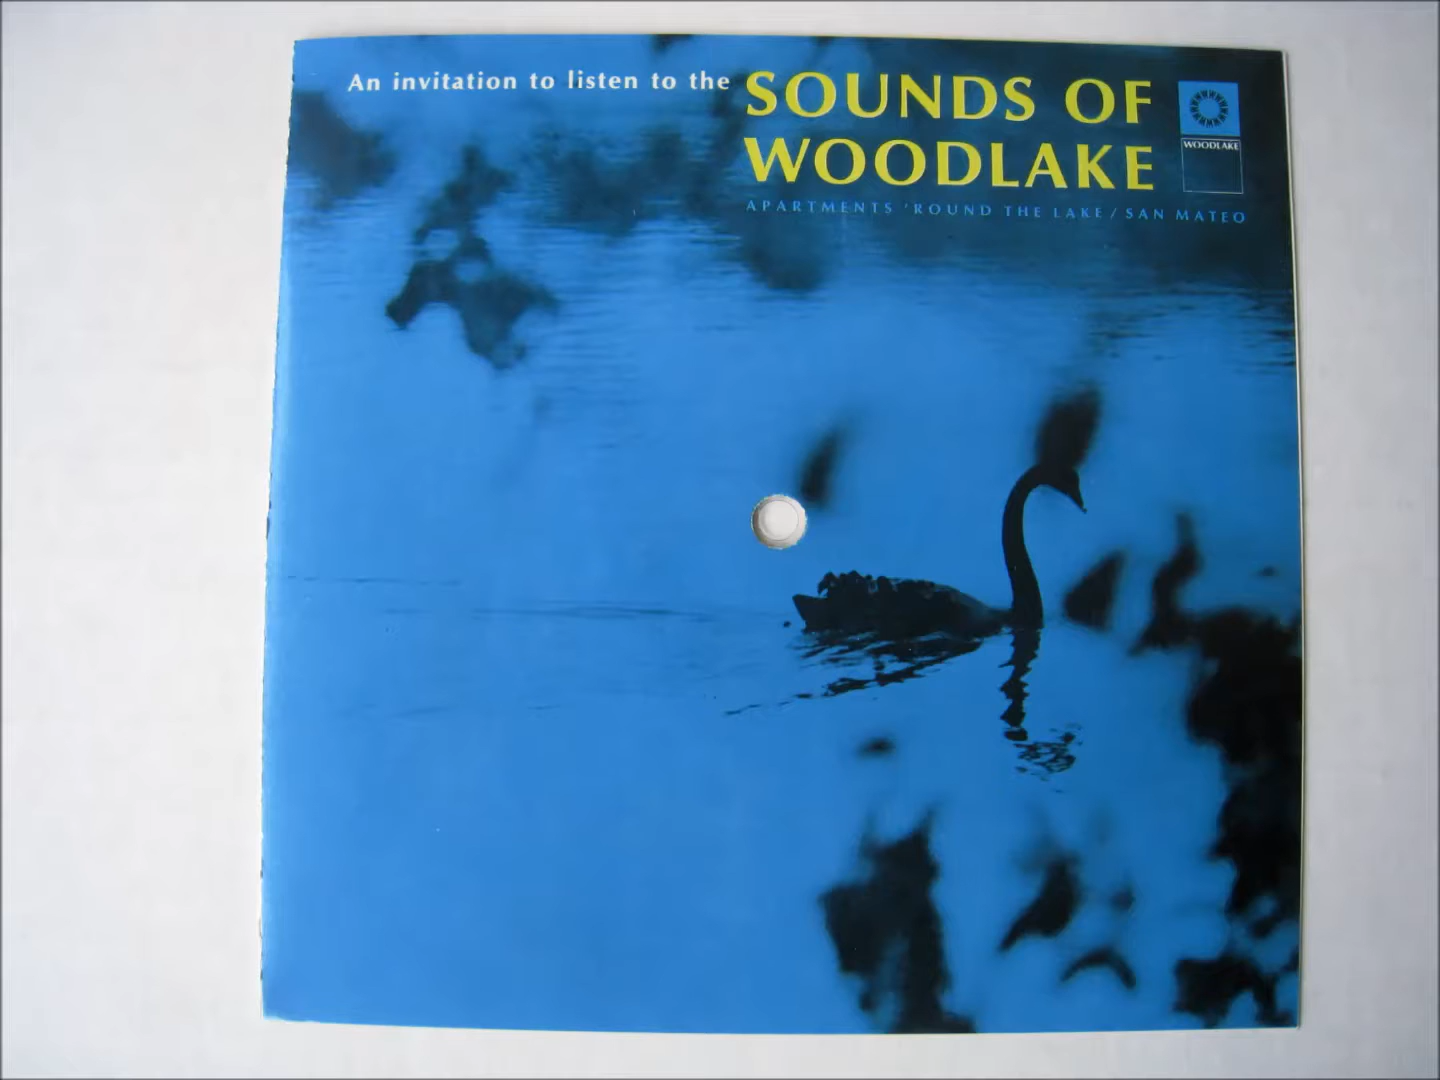 An invitation to listen to the SOUNDS OF
WOODLAKE
APARTMENTS 'ROUND THE LAKE / SAN MATEO
WOODLAKE